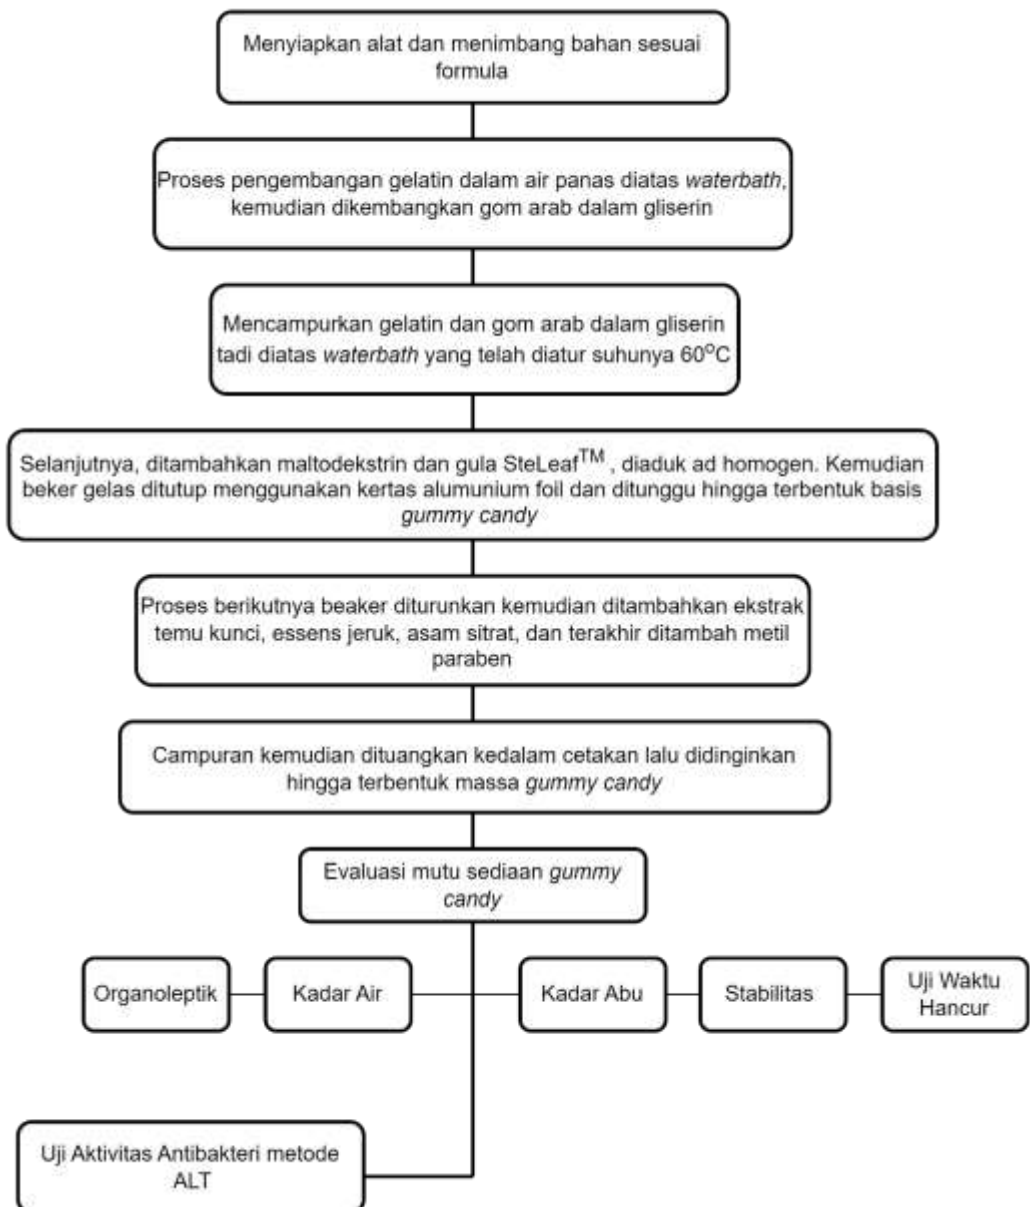 Menyiapkan alat dan menimbang bahan sesuai
formula
Proses pengembangan gelatin dalam air panas diatas waterbath,
kemudian dikembangkan gom arab dalam gliserin
Mencampurkan gelatin dan gom arab dalam gliserin
tadi diatas waterbath yang telah diatur suhunya 60°C
Selanjutnya, ditambahkan maltodekstrin dan gula SteLeaf™ , diaduk ad homogen. Kemudian
beker gelas ditutup menggunakan kertas alumunium foil dan ditunggu hingga terbentuk basis
gummy candy
Proses berikutnya beaker diturunkan kemudian ditambahkan ekstrak
temu kunci, essens jeruk, asam sitrat, dan terakhir ditambah metil
paraben
Campuran kemudian dituangkan kedalam cetakan lalu didinginkan
hingga terbentuk massa gummy candy
Evaluasi mutu sediaan gummy
candy
Organoleptik
Kadar Air
Kadar Abu
Stabilitas
Uji Waktu
Hancur
Uji Aktivitas Antibakteri metode
ALT